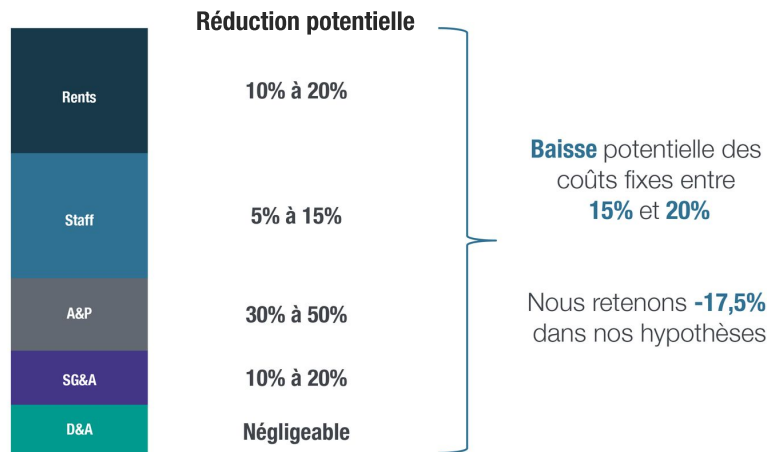 Réduction potentielle
Rents
10% à 20%
Staff
5% à 15%
A&P
30% à 50%
SG&A
10% à 20%
D&A
Négligeable
Baisse potentielle des
coûts fixes entre
15% et 20%
Nous retenons -17,5%
dans nos hypothèses